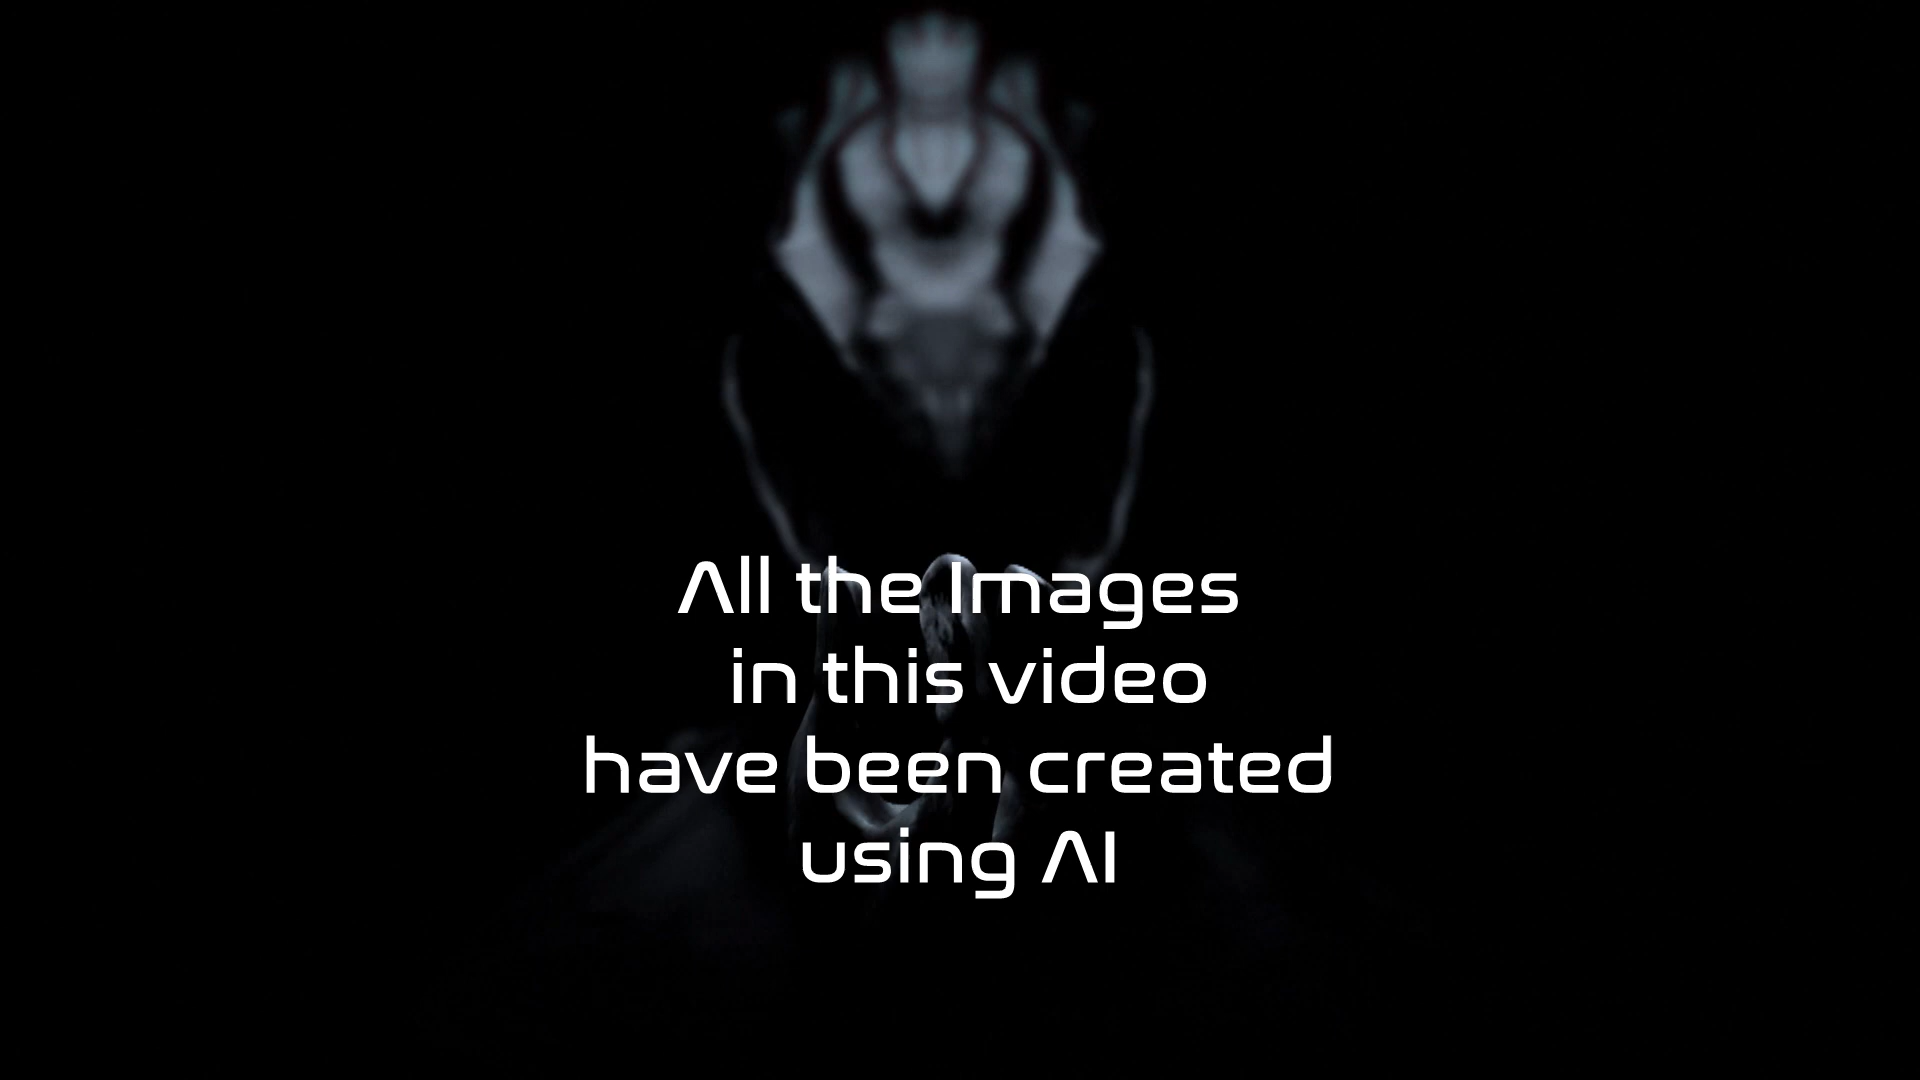 All the Images
in this video
have been created
using AI